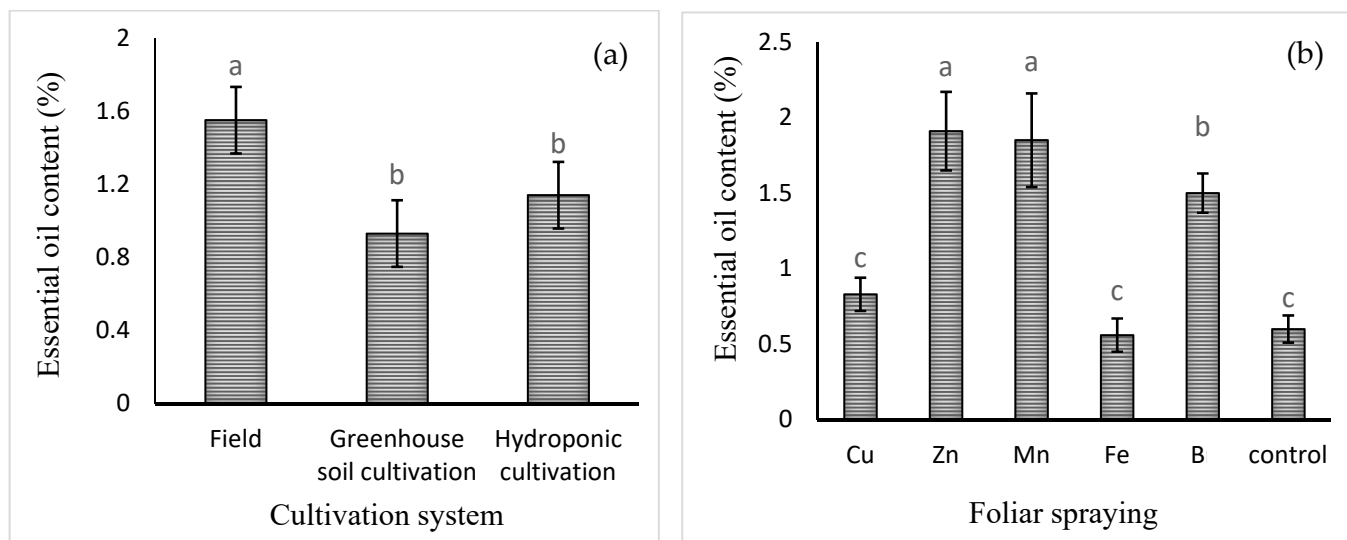 (a)
Essential oil content (%)
2
1.6
1.2
0.8
0.4
0
a
b
b
Field
Greenhouse
soil cultivation
Hydroponic
cultivation
Cultivation system
(b)
Essential oil content (%)
2.5
2
1.5
1
0.5
0
c
a
a
c
b
c
Cu
Zn
Mn
Fe
B
control
Foliar spraying